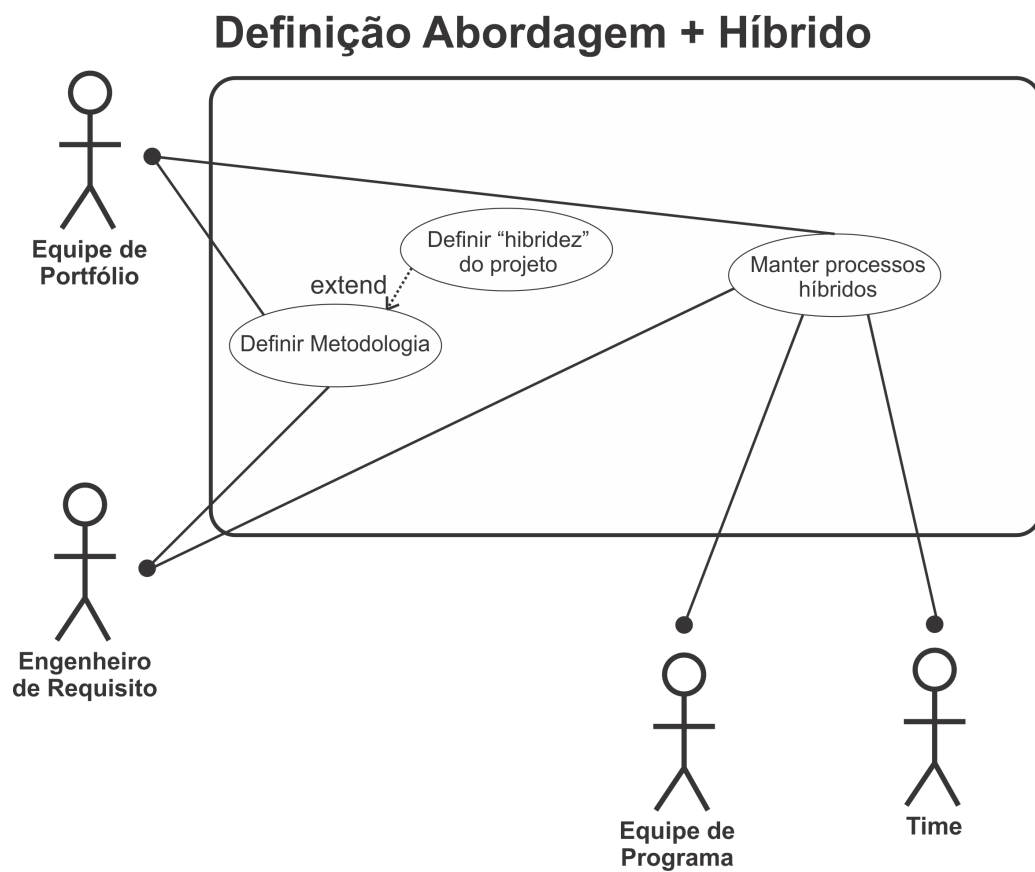 Definição Abordagem + Híbrido
Equipe de
Portfólio
Definir “hibridez”
do projeto
extend
Manter processos
híbridos
Definir Metodologia
Engenheiro
de Requisito
Equipe de
Programa
Time